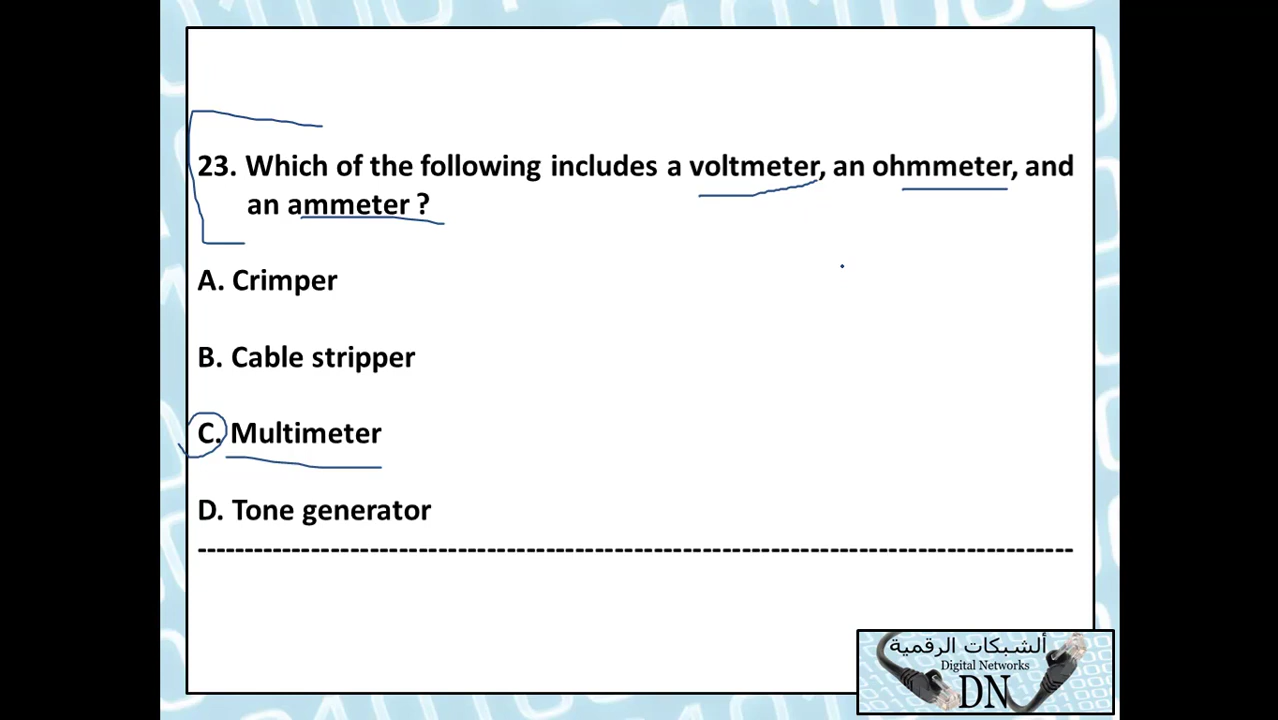 23. Which of the following includes a voltmeter, an ohmmeter, and
an ammeter ?
A. Crimper
B. Cable stripper
C. Multimeter
D. Tone generator
ألشبكات الرقمية
Digital Networks
DN